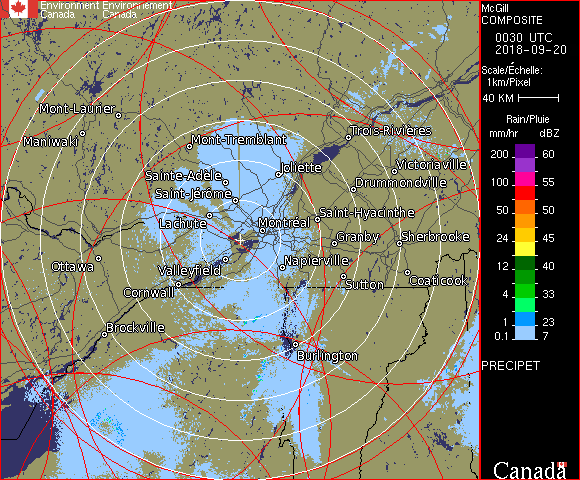 Environment Environnement
Canada Canada
McGill
COMPOSITE
0030 UTC
2018-09-20
Scale/Échelle:
1km/Pixel
40 KM
Rain/Pluie
mm/hr dBZ
200 60
100 55
50 50
24 45
12 40
4 33
2 30
1 23
0.1 7
PRECIPET
Canada
Mont-Laurier
Maniwaki
Mont-Tremblant
Trois-Rivières
Sainte-Adèle
Joliette
Victoriaville
Saint-Jérôme
Drummondville
Lachute
Montréal
Saint-Hyacinthe
Granby
Sherbrooke
Ottawa
Valleyfield
Napierville
Cornwall
Sutton
Coaticook
Brockville
Burlington